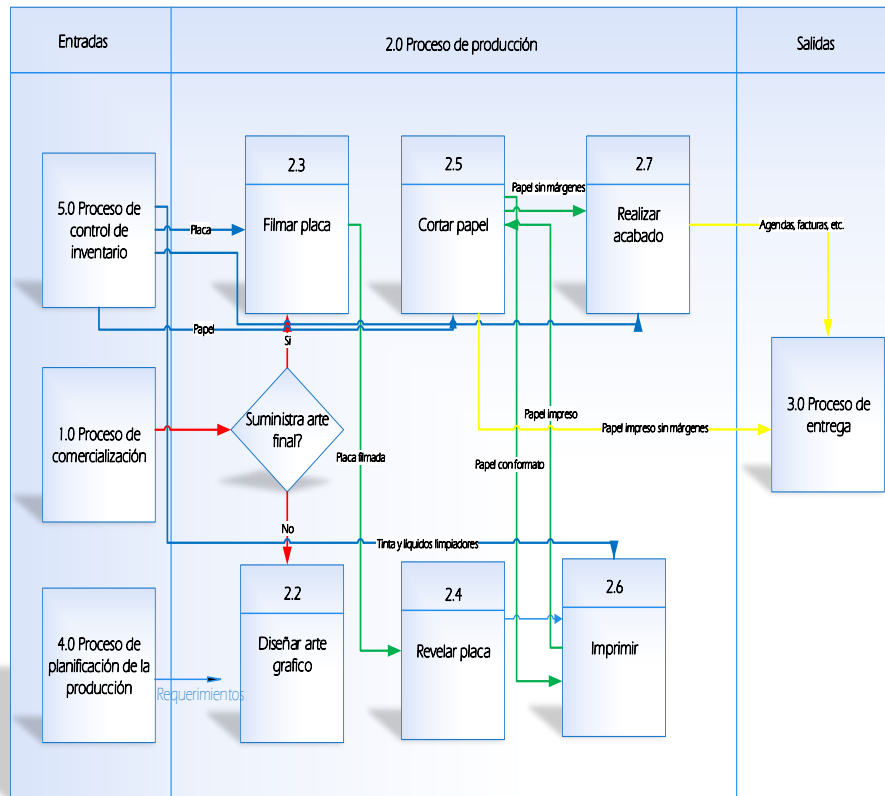 Entradas
2.0 Proceso de producción
Salidas
5.0 Proceso de
control de
inventario
Placa
2.3
Filmar placa
2.5
Cortar papel
Papel sin márgenes
2.7
Realizar
acabado
Agendas, facturas, etc.
Papel
Si
1.0 Proceso de
comercialización
Suministra arte
final?
Papel impreso
Papel impreso sin márgenes
3.0 Proceso de
entrega
Placa filmada
Papel con formato
No
Tinta y líquidos limpiadores
4.0 Proceso de
planificación de la
producción
Requerimientos
2.2
Diseñar arte
grafico
2.4
Revelar placa
2.6
Imprimir